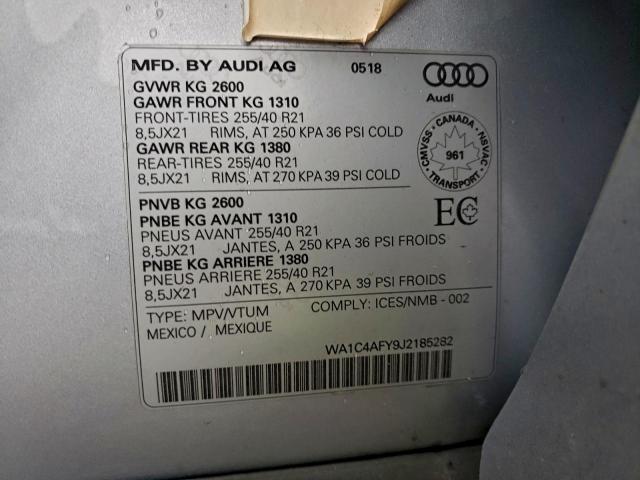 MFD. BY AUDI AG 0518
Audi
GVWR KG 2600
GAWR FRONT KG 1310
FRONT-TIRES 255/40 R21
8,5JX21 RIMS, AT 250 KPA 36 PSI COLD
GAWR REAR KG 1380
REAR-TIRES 255/40 R21
8,5JX21 RIMS, AT 270 KPA 39 PSI COLD
CMVSS - CANADA - NSVAC
961
TRANSPORT
PNVB KG 2600
PNBE KG AVANT 1310
PNEUS AVANT 255/40 R21
8,5JX21 JANTES, A 250 KPA 36 PSI FROIDS
PNBE KG ARRIERE 1380
PNEUS ARRIERE 255/40 R21
8,5JX21 JANTES, A 270 KPA 39 PSI FROIDS
EC
TYPE: MPV/VTUM COMPLY: ICES/NMB - 002
MEXICO / MEXIQUE
WA1C4AFY9J2185282